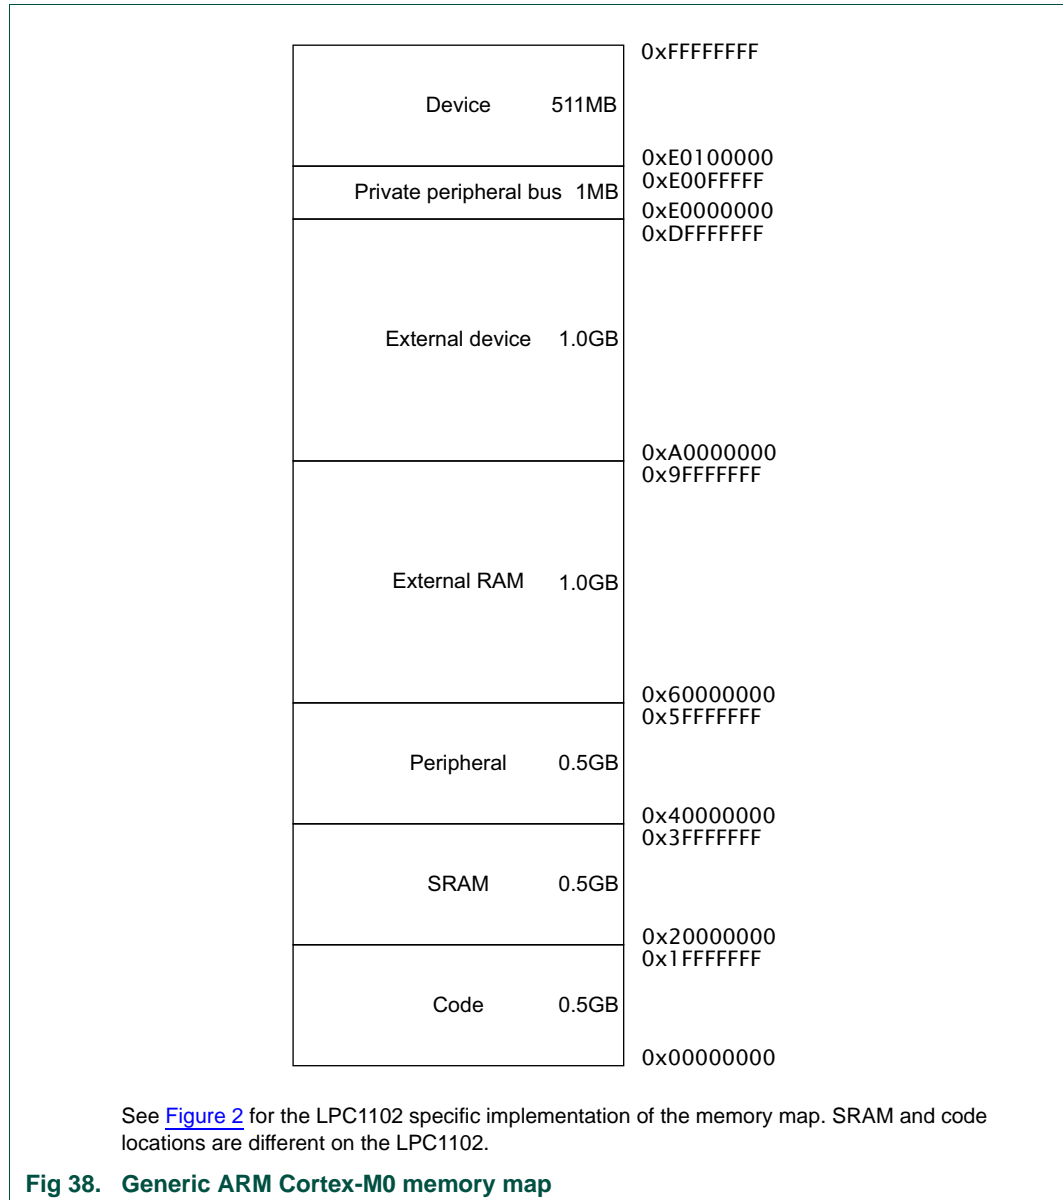 0xFFFFFFFF
Device 511MB
0xE0100000
0xE00FFFFF
Private peripheral bus 1MB
0xE0000000
0xDFFFFFFF
External device 1.0GB
0xA0000000
0x9FFFFFFF
External RAM 1.0GB
0x60000000
0x5FFFFFFF
Peripheral 0.5GB
0x40000000
0x3FFFFFFF
SRAM 0.5GB
0x20000000
0x1FFFFFFF
Code 0.5GB
0x00000000
See Figure 2 for the LPC1102 specific implementation of the memory map. SRAM and code
locations are different on the LPC1102.
Fig 38. Generic ARM Cortex-M0 memory map